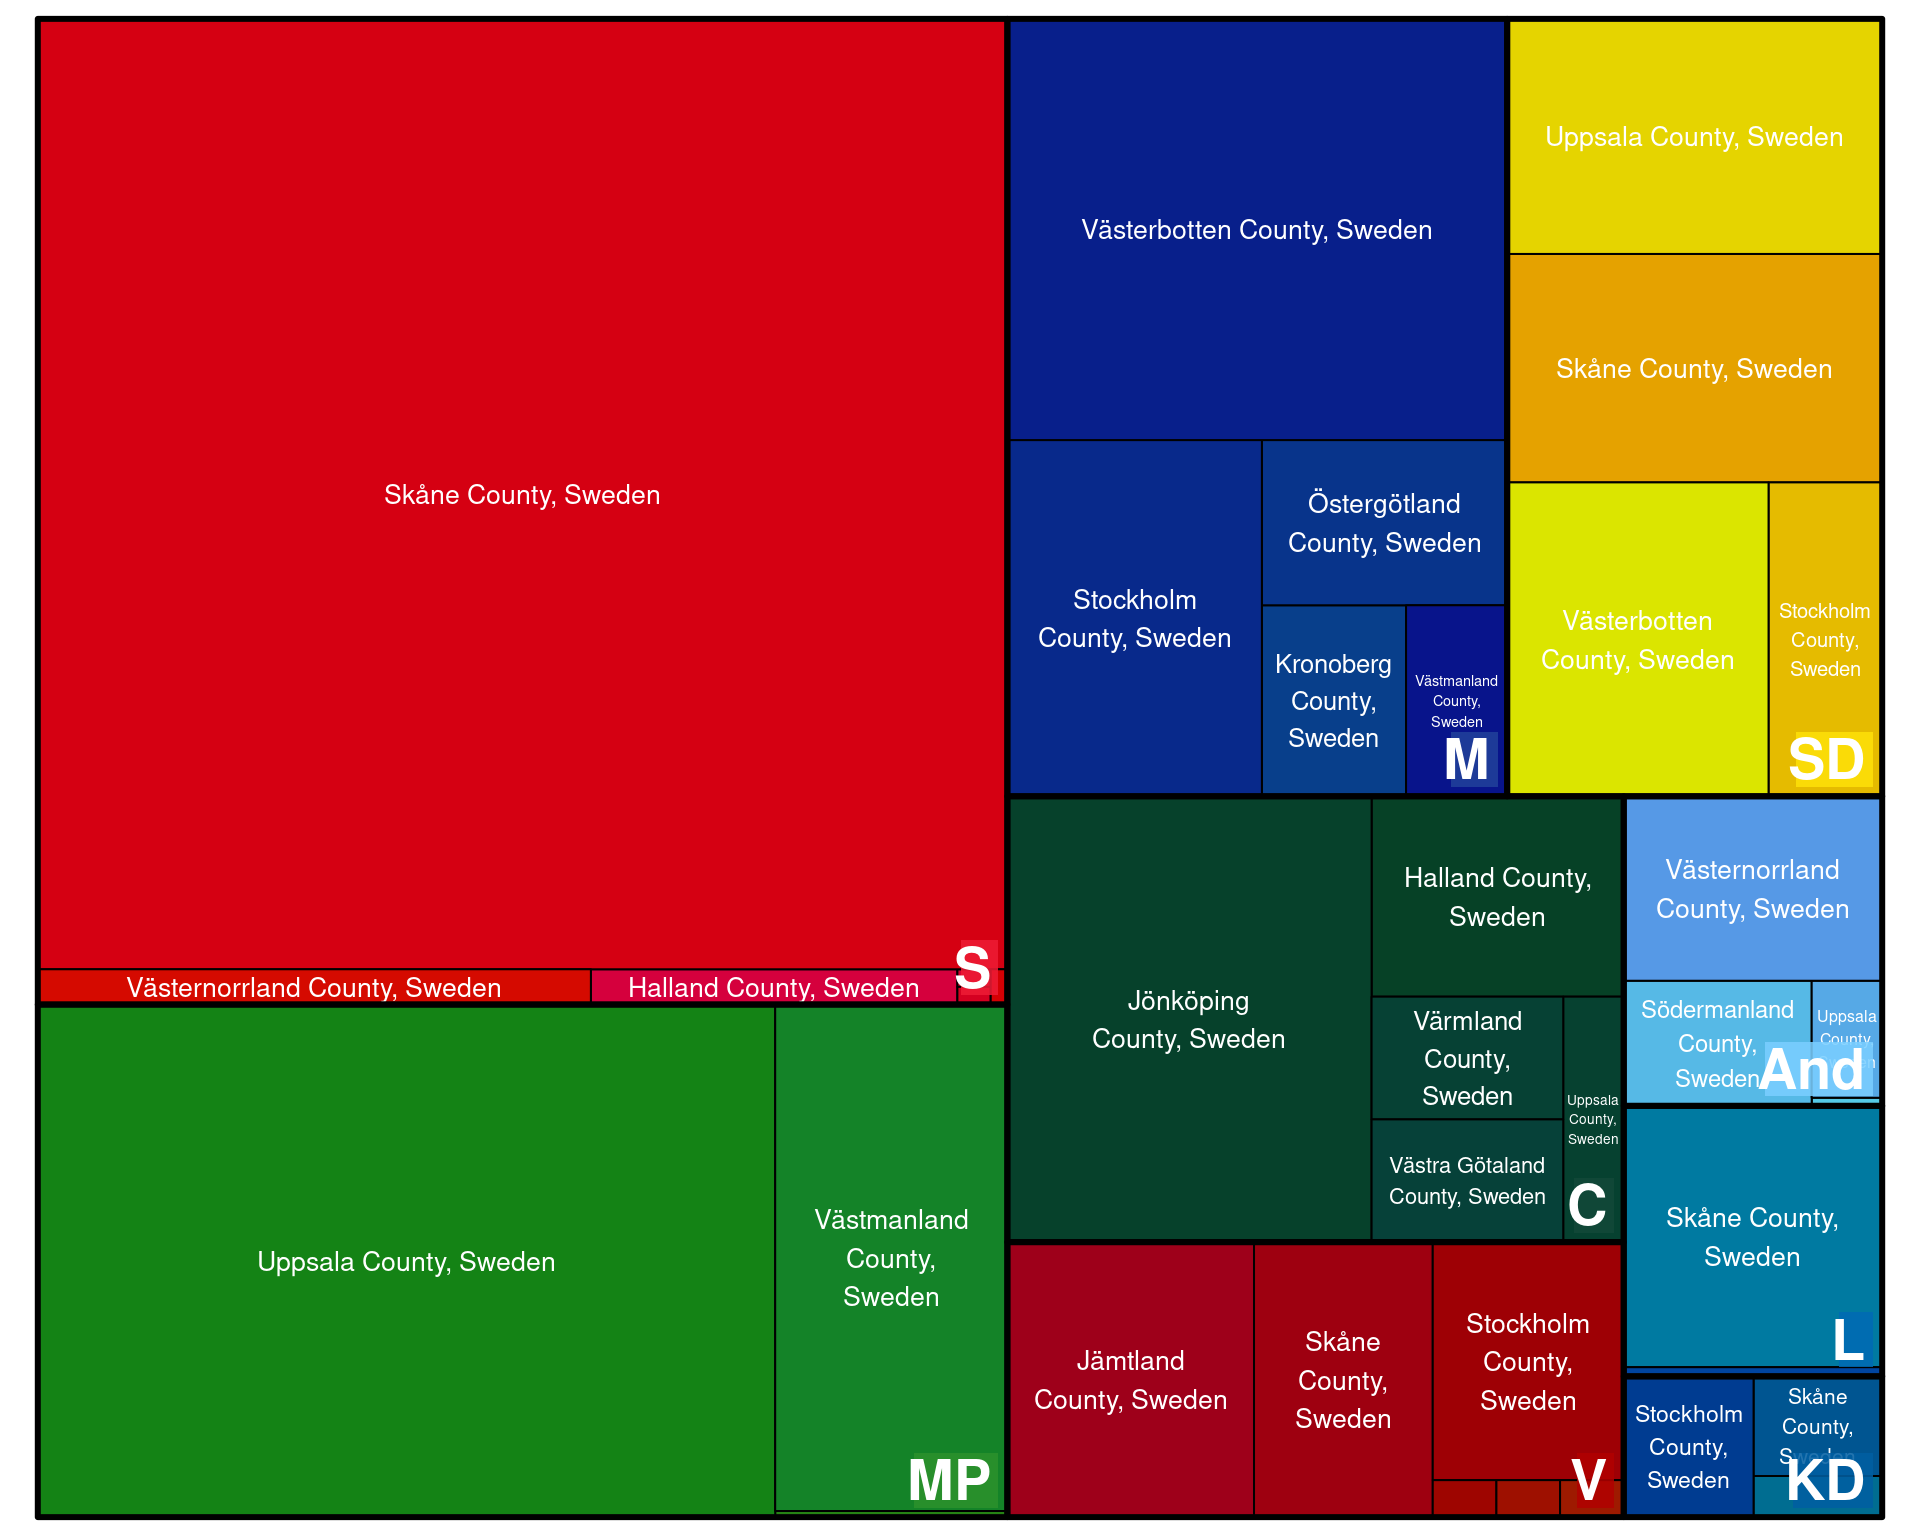 Skåne County, Sweden
Västernorrland County, Sweden
Halland County, Sweden
S
Uppsala County, Sweden
Västmanland
County,
Sweden
MP
Västerbotten County, Sweden
Stockholm
County, Sweden
Östergötland
County, Sweden
Kronoberg
County,
Sweden
Västmanland
County,
Sweden
M
Uppsala County, Sweden
Skåne County, Sweden
Västerbotten
County, Sweden
Stockholm
County,
Sweden
SD
Jönköping
County, Sweden
Halland County,
Sweden
Värmland
County,
Sweden
Västra Götaland
County, Sweden
Uppsala
County,
Sweden
C
Västernorrland
County, Sweden
Södermanland
County,
Sweden
Uppsala
County,
And
Jämtland
County, Sweden
Skåne
County,
Sweden
Stockholm
County,
Sweden
V
Skåne County,
Sweden
L
Stockholm
County,
Sweden
Skåne
County,
Sweden
KD